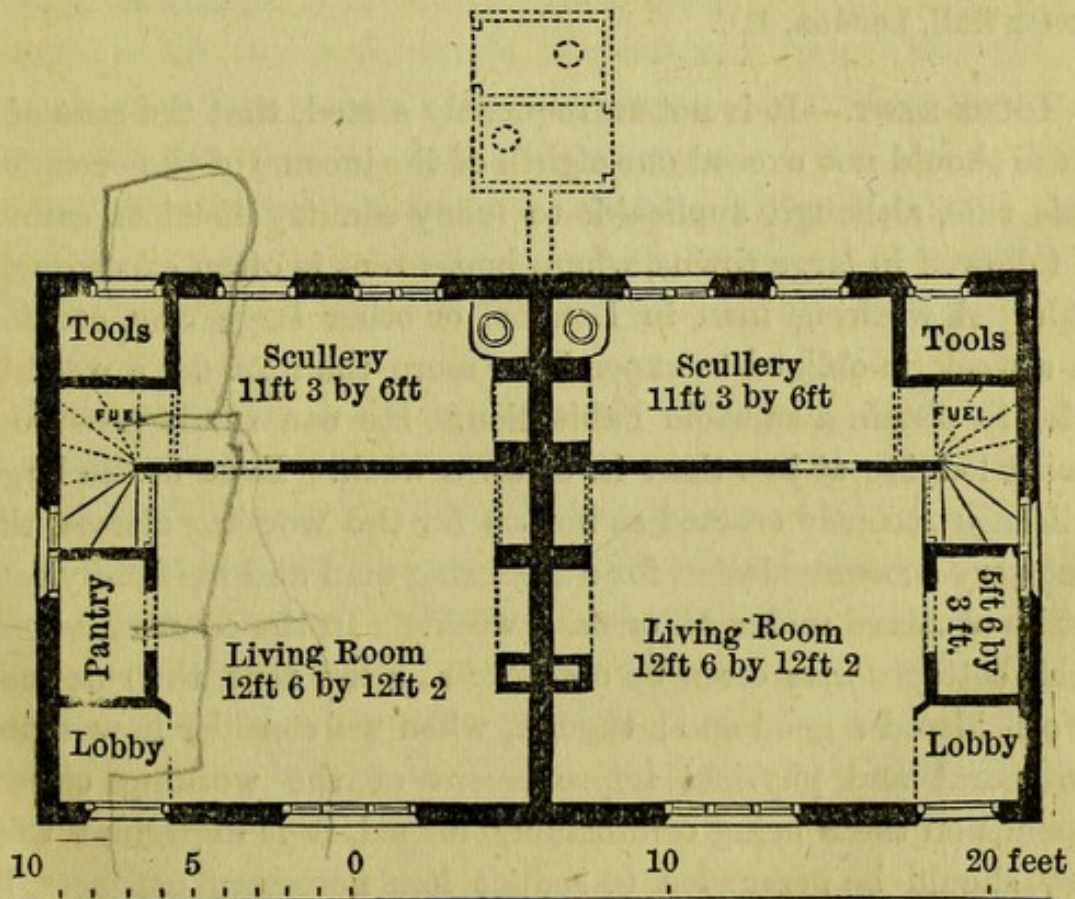 Tools
Scullery
11ft 3 by 6ft
FUEL
Scullery
11ft 3 by 6ft
Tools
FUEL
Pantry
Living Room
12ft 6 by 12ft 2
Lobby
Living Room
12ft 6 by 12ft 2
5ft 6 by
3 ft.
Lobby
10 5 0 10 20 feet